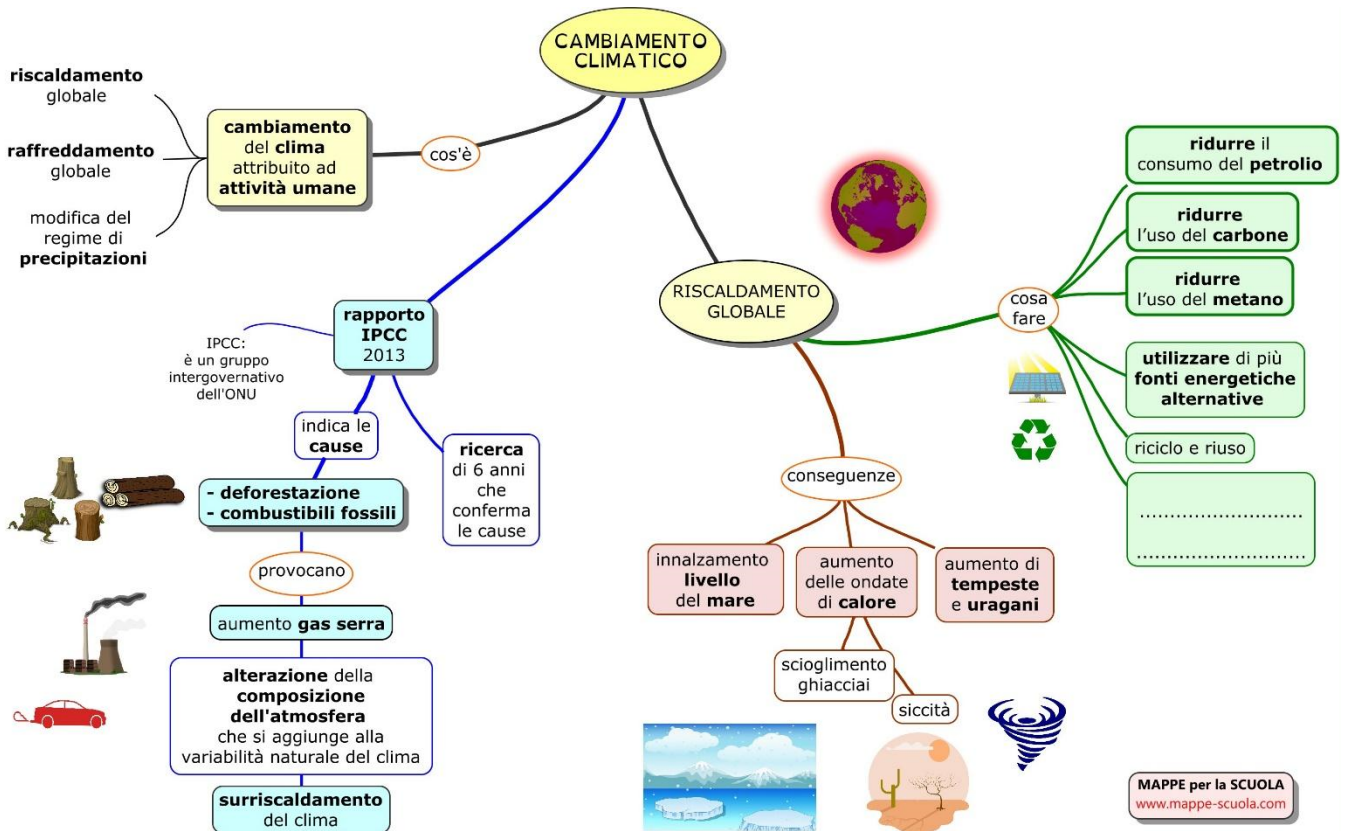 CAMBIAMENTO
CLIMATICO
cos'è
cambiamento
del clima
attribuito ad
attività umane
riscaldamento
globale
raffreddamento
globale
modifica del
regime di
precipitazioni
rapporto
IPCC
2013
IPCC:
è un gruppo
intergovernativo
dell'ONU
indica le
cause
ricerca
di 6 anni
che
conferma
le cause
- deforestazione
- combustibili fossili
provocano
aumento gas serra
alterazione della
composizione
dell'atmosfera
che si aggiunge alla
variabilità naturale del clima
surriscaldamento
del clima
RISCALDAMENTO
GLOBALE
cosa
fare
ridurre il
consumo del petrolio
ridurre
l'uso del carbone
ridurre
l'uso del metano
utilizzare di più
fonti energetiche
alternative
riciclo e riuso
...........................
............................
conseguenze
innalzamento
livello
del mare
aumento
delle ondate
di calore
aumento di
tempeste
e uragani
scioglimento
ghiacciai
siccità
MAPPE per la SCUOLA
www.mappe-scuola.com